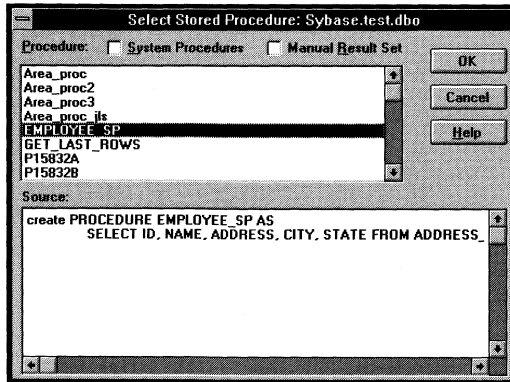 Select Stored Procedure: Sybase.test.dbo
Procedure: System Procedures Manual Result Set
OK
Cancel
Help
Area_proc
Area_proc2
Area_proc3
Area_proc_jls
EMPLOYEE_SP
GET_LAST_ROWS
P15832A
P15832B
Source:
create PROCEDURE EMPLOYEE_SP AS
SELECT ID, NAME, ADDRESS, CITY, STATE FROM ADDRESS_